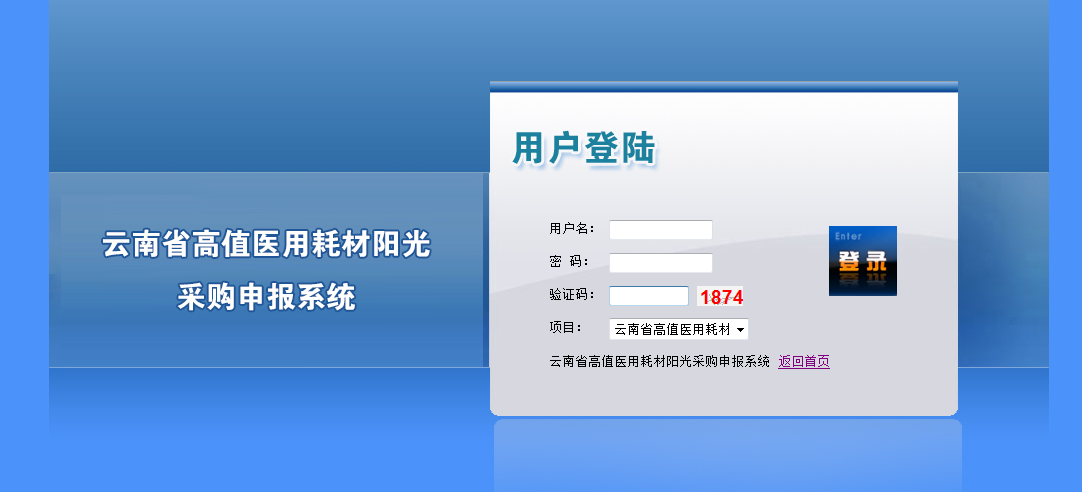 用户登陆
云南省高值医用耗材阳光
采购申报系统
用户名：
密 码：
验证码： 1874
项目： 云南省高值医用耗材
Enter
登录
云南省高值医用耗材阳光采购申报系统 返回首页